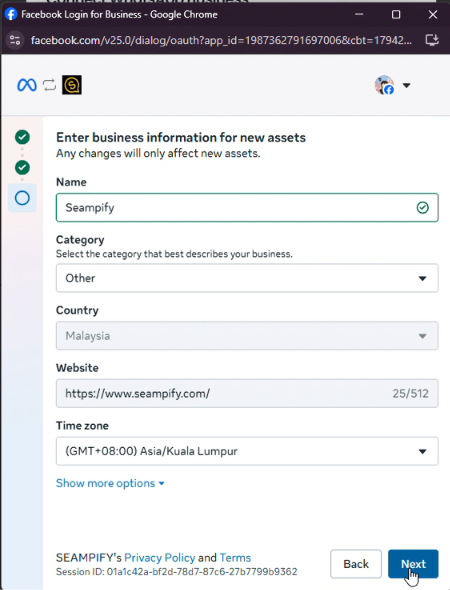 Facebook Login for Business - Google Chrome
facebook.com/v25.0/dialog/oauth?app_id=1987362791697006&cbt=17942...
Enter business information for new assets
Any changes will only affect new assets.
Name
Seampify
Category
Select the category that best describes your business.
Other
Country
Malaysia
Website
https://www.seampify.com/ 25/512
Time zone
(GMT+08:00) Asia/Kuala Lumpur
Show more options
SEAMPIFY's Privacy Policy and Terms
Session ID: 01a1c42a-bf2d-78d7-87c6-27b7799b9362
Back Next